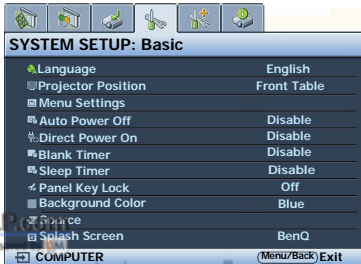 SYSTEM SETUP: Basic
Language English
Projector Position Front Table
Menu Settings
Auto Power Off Disable
Direct Power On Disable
Blank Timer Disable
Sleep Timer Disable
Panel Key Lock Off
Background Color Blue
Source
Splash Screen BenQ
COMPUTER Menu/Back Exit